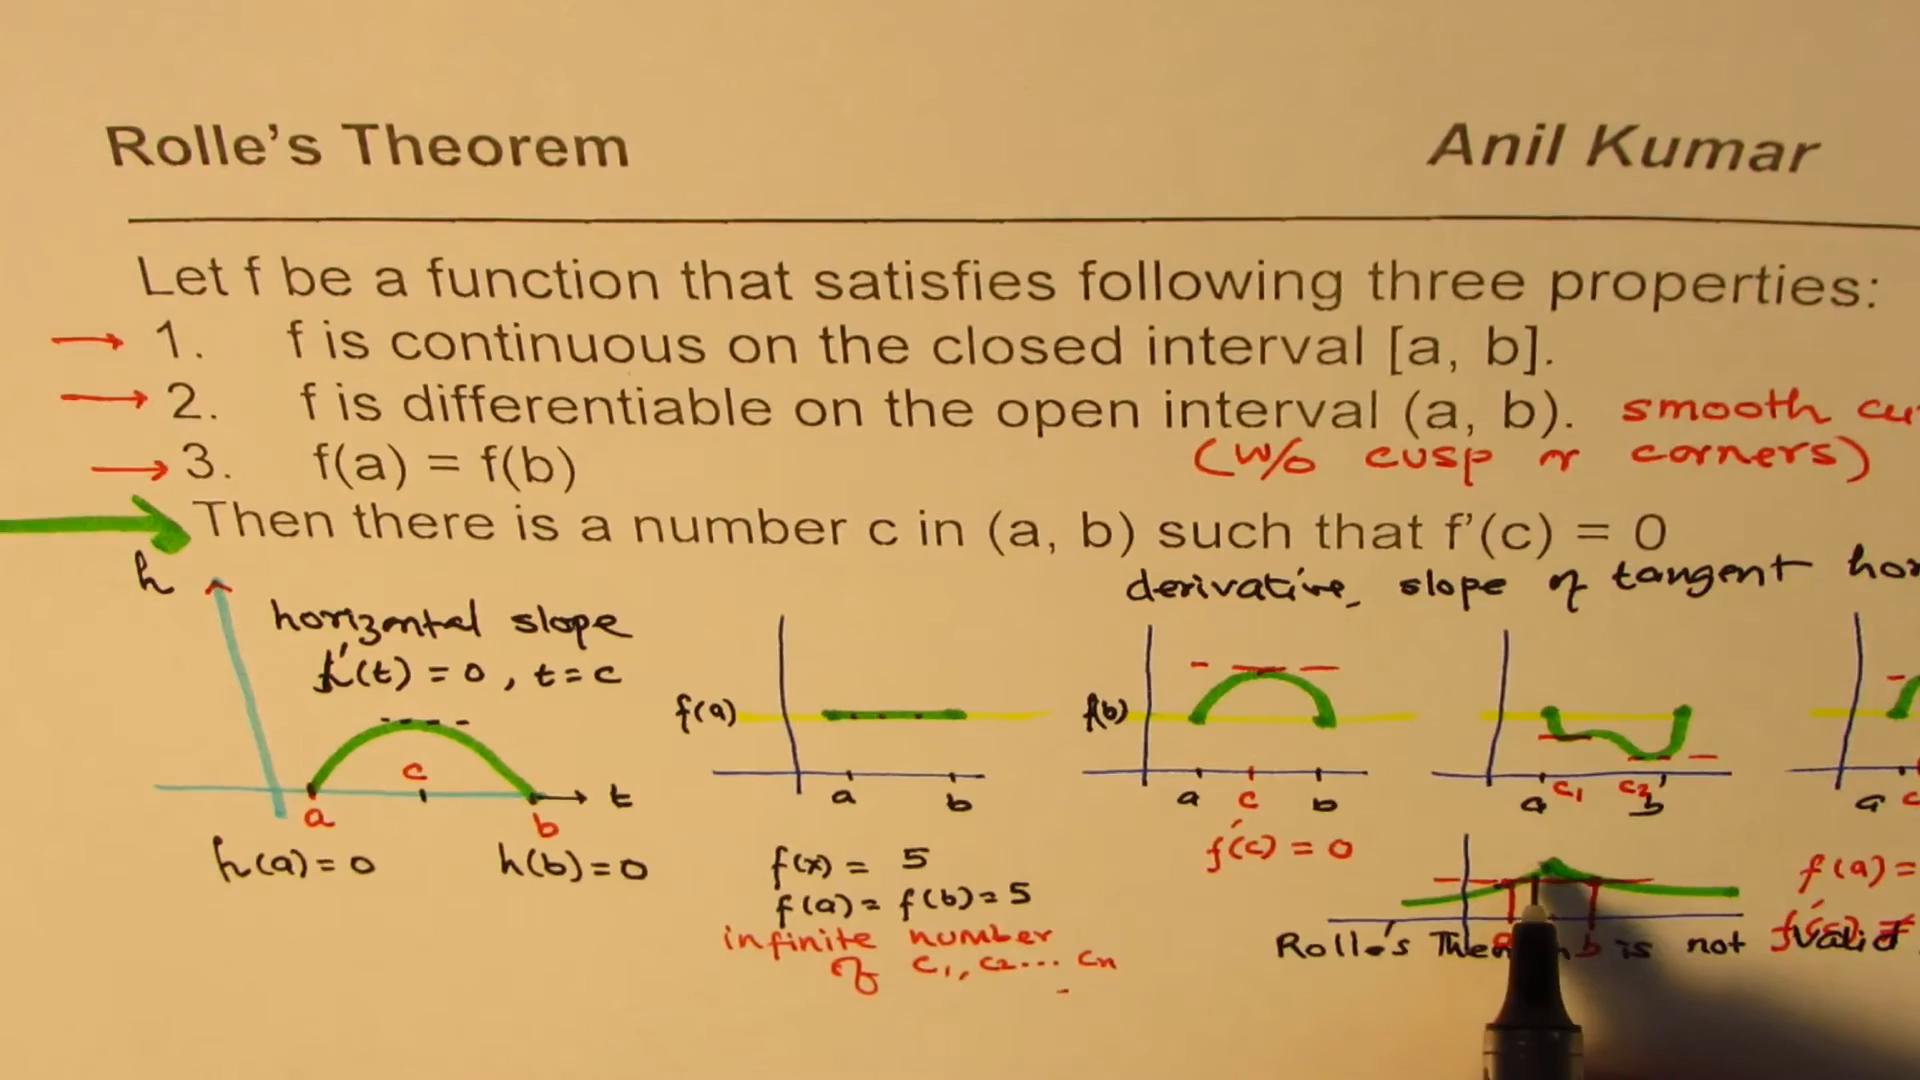 Rolle's Theorem
Anil Kumar
Let f be a function that satisfies following three properties:
1. f is continuous on the closed interval [a, b].
2. f is differentiable on the open interval (a, b). smooth
(w/o cusp or corners)
3. f(a) = f(b)
Then there is a number c in (a, b) such that f'(c) = 0
derivative, slope of tangent
h
horizontal slope
h'(t) = 0, t = c
c
a
b
t
h(a) = 0
h(b) = 0
f(a)
a
b
f(x) = 5
f(a) = f(b) = 5
infinite number
of c1, c2... cn
f(b)
a
c
b
f'(c) = 0
a
c1
c2
b
a
c
f(a) =
b
Rolle's is not valid